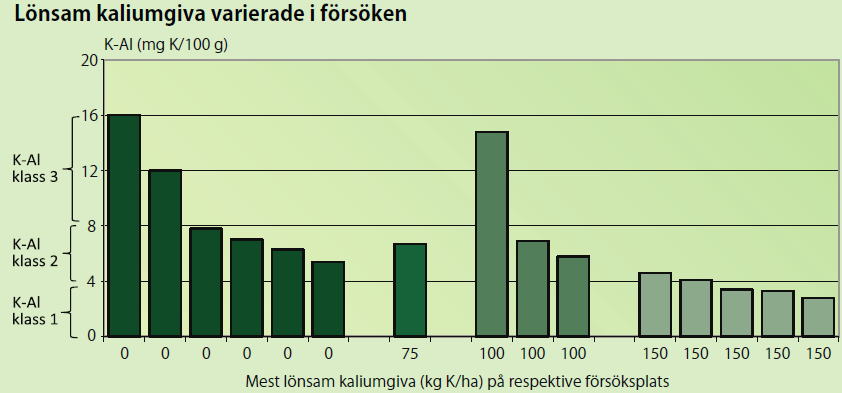 Lönsam kaliumgiva varierade i försöken
K-Al (mg K/100 g)
20
16
K-Al
klass 3
12
8
K-Al
klass 2
4
K-Al
klass 1
0
0 0 0 0 0 0 75 100 100 100 150 150 150 150 150
Mest lönsam kaliumgiva (kg K/ha) på respektive försöksplats